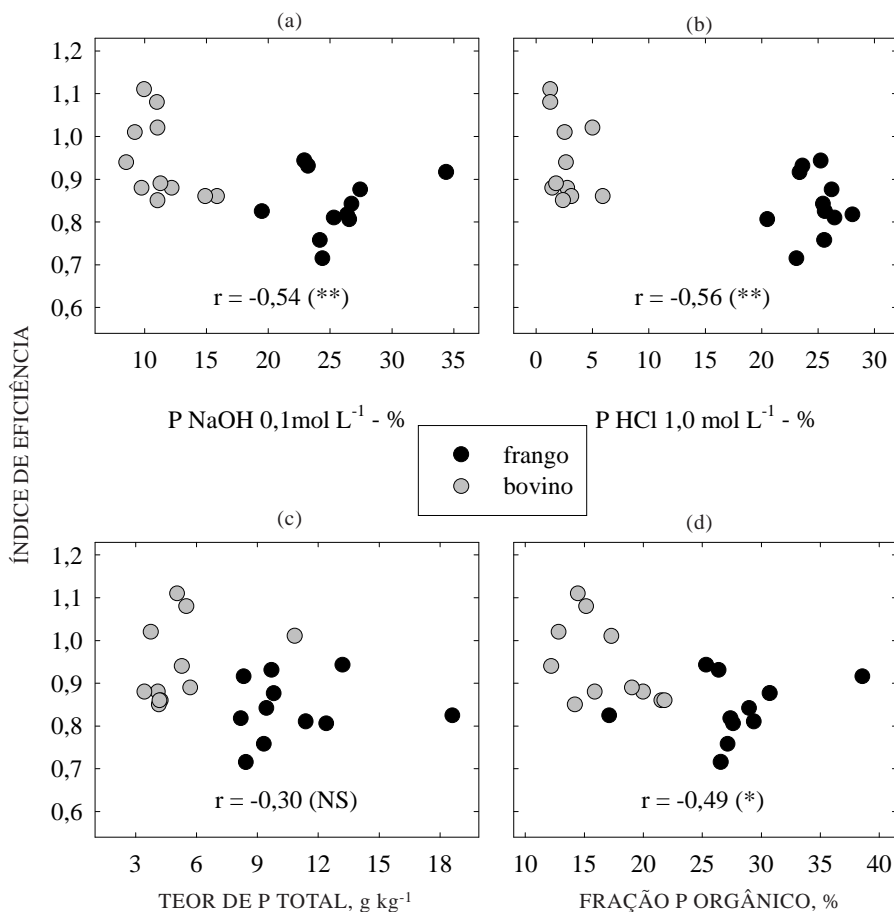 (a)
(b)
1,2
1,1
1,0
0,9
0,8
0,7
0,6
r = -0,54 (**)
r = -0,56 (**)
10 15 20 25 30 35
0 5 10 15 20 25 30
P NaOH 0,1mol L-1 - %
P HCl 1,0 mol L-1 - %
ÍNDICE DE EFICIÊNCIA
frango
bovino
(c)
(d)
1,2
1,1
1,0
0,9
0,8
0,7
0,6
r = -0,30 (NS)
r = -0,49 (*)
3 6 9 12 15 18
10 15 20 25 30 35 40
TEOR DE P TOTAL, g kg-1
FRAÇÃO P ORGÂNICO, %